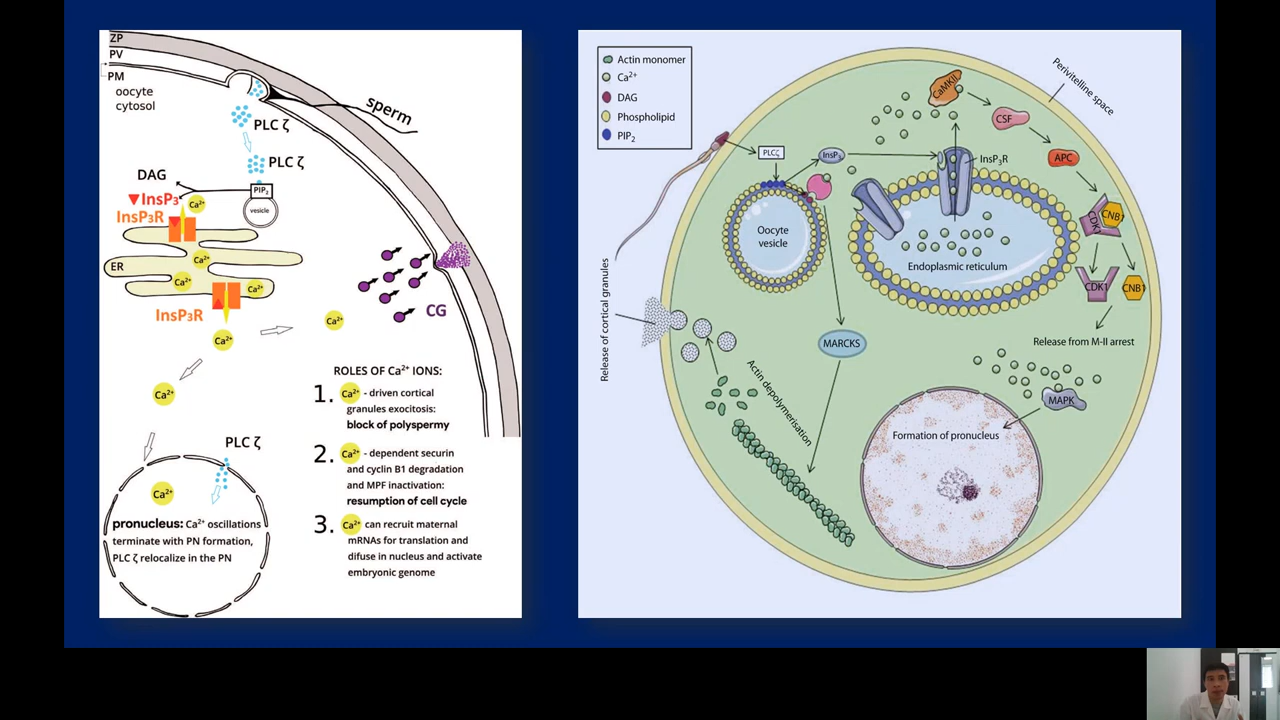 ZP
PV
PM
oocyte
cytosol
sperm
PLC ζ
PLC ζ
DAG
PIP₂
InsP₃
Ca²⁺
vesicle
InsP₃R
Ca²⁺
ER
Ca²⁺
Ca²⁺
InsP₃R
CG
Ca²⁺
Ca²⁺
Ca²⁺
ROLES OF Ca²⁺ IONS:
1. Ca²⁺ - driven cortical
granules exocitosis:
block of polyspermy
2. Ca²⁺ - dependent securin
and cyclin B1 degradation
and MPF inactivation:
resumption of cell cycle
3. Ca²⁺ can recruit maternal
mRNAs for translation and
difuse in nucleus and activate
embryonic genome
PLC ζ
Ca²⁺
pronucleus: Ca²⁺ oscillations
terminate with PN formation,
PLC ζ relocalize in the PN
Actin monomer
Ca²⁺
DAG
Phospholipid
PIP₂
Perivitelline space
CaMKII
CSF
APC
PLCζ
InsP₃
InsP₃R
CDK
CNB1
Oocyte
vesicle
Endoplasmic reticulum
CDK1
CNB1
Release of cortical granules
MARCKS
Release from M-II arrest
Actin depolymerisation
MAPK
Formation of pronucleus